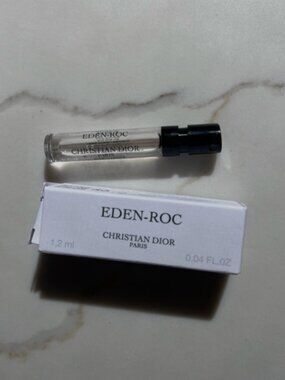 EDEN-ROC
CHRISTIAN DIOR
EDEN-ROC
CHRISTIAN DIOR
PARIS
1,2 ml
0,04 FL.OZ